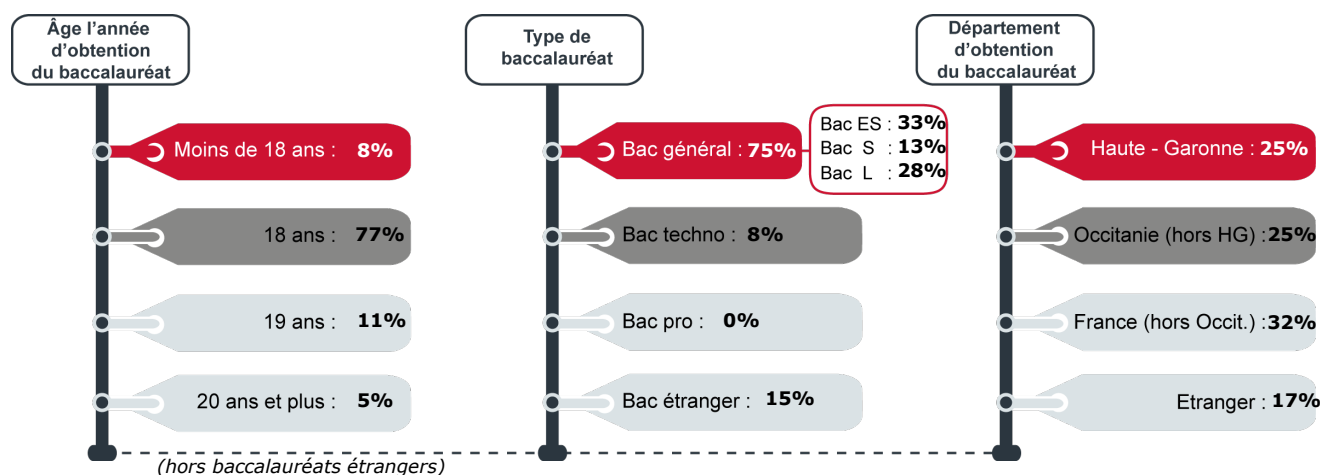 Âge l'année
d'obtention
du baccalauréat
Moins de 18 ans : 8%
18 ans : 77%
19 ans : 11%
20 ans et plus : 5%
(hors baccalauréats étrangers)
Type de
baccalauréat
Bac général : 75%
Bac ES : 33%
Bac S : 13%
Bac L : 28%
Bac techno : 8%
Bac pro : 0%
Bac étranger : 15%
Département
d'obtention
du baccalauréat
Haute - Garonne : 25%
Occitanie (hors HG) : 25%
France (hors Occit.) : 32%
Etranger : 17%